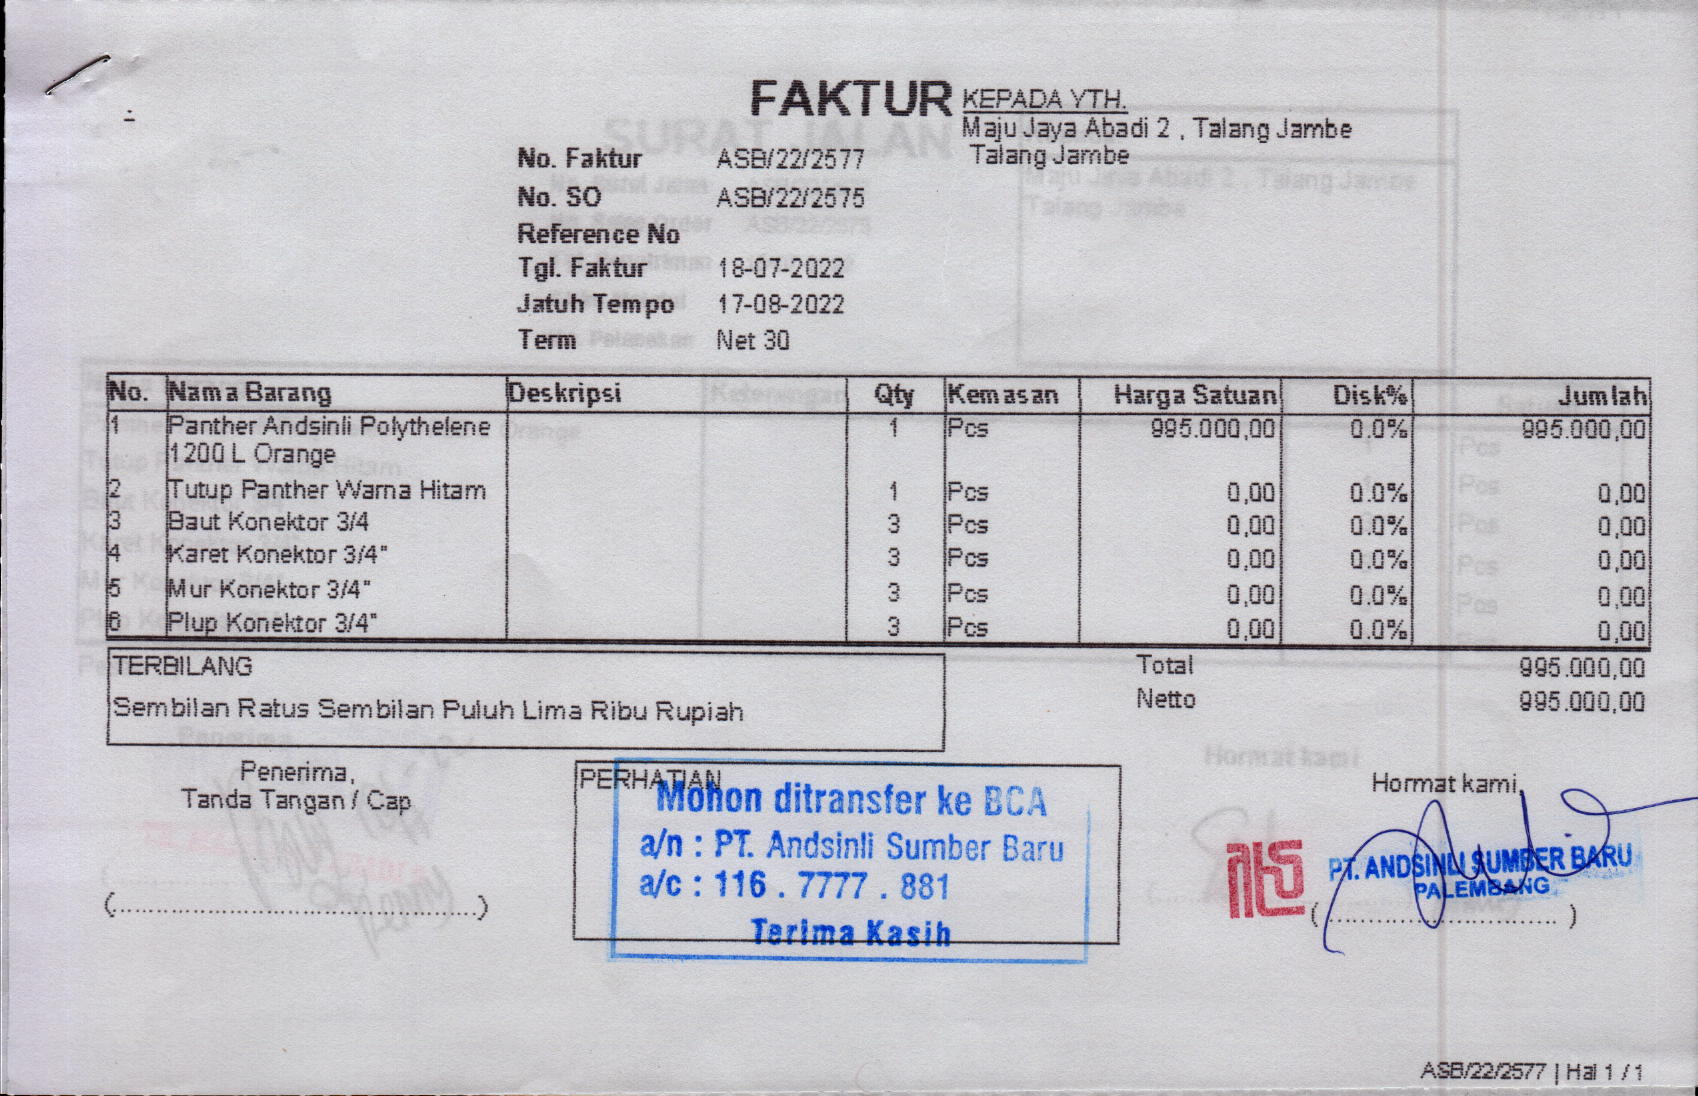 FAKTUR
KEPADA YTH.
Maju Jaya Abadi 2 , Talang Jambe
Talang Jambe
No. Faktur ASB/22/2577
No. SO ASB/22/2575
Reference No
Tgl. Faktur 18-07-2022
Jatuh Tempo 17-08-2022
Term Net 30
No. Nama Barang Deskripsi Qty Kemasan Harga Satuan Disk% Jumlah
1 Panther Andsinli Polythelene 1 Pcs 995.000,00 0,0% 995.000,00
1200 L Orange
2 Tutup Panther Warna Hitam 1 Pcs 0,00 0.0% 0,00
3 Baut Konektor 3/4 3 Pcs 0,00 0.0% 0,00
4 Karet Konektor 3/4" 3 Pcs 0,00 0.0% 0,00
5 Mur Konektor 3/4" 3 Pcs 0,00 0.0% 0,00
6 Plup Konektor 3/4" 3 Pcs 0,00 0.0% 0,00
TERBILANG
Sembilan Ratus Sembilan Puluh Lima Ribu Rupiah
Total 995.000,00
Netto 995.000,00
Penerima,
Tanda Tangan / Cap
(..............................................)
PERHATIAN
Mohon ditransfer ke BCA
a/n : PT. Andsinli Sumber Baru
a/c : 116 . 7777 . 881
Terima Kasih
Hormat kami,
PT. ANDSINLI SUMBER BARU
PALEMBANG
(..............................)
ASB/22/2577 | Hal 1 / 1